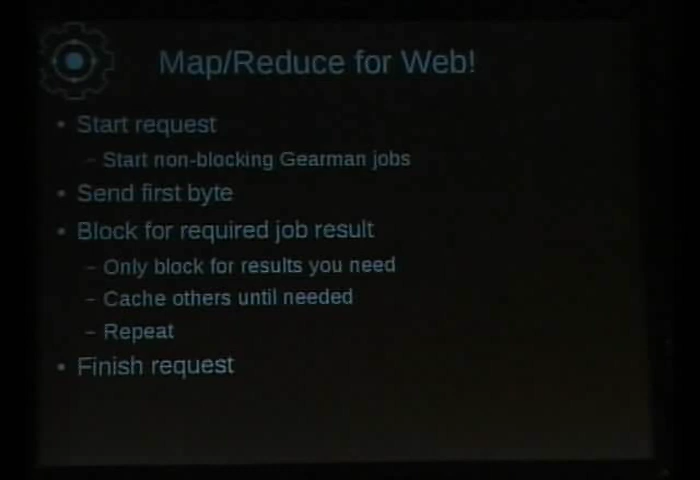 Map/Reduce for Web!
• Start request
– Start non-blocking Gearman jobs
• Send first byte
• Block for required job result
– Only block for results you need
– Cache others until needed
– Repeat
• Finish request